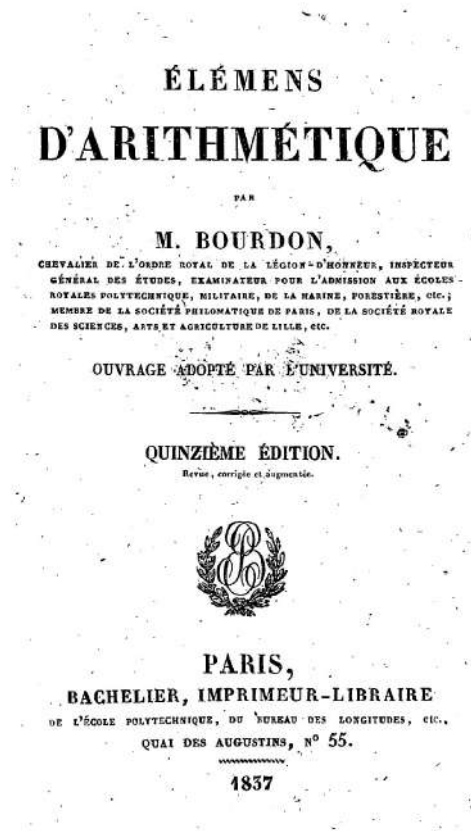 ÉLÉMENS
D'ARITHMÉTIQUE
PAR
M. BOURDON,
CHEVALIER DE L'ORDRE ROYAL DE LA LÉGION-D'HONNEUR, INSPECTEUR
GÉNÉRAL DES ÉTUDES, EXAMINATEUR POUR L'ADMISSION AUX ÉCOLES
ROYALES POLYTECHNIQUE, MILITAIRE, DE LA MARINE, FORESTIÈRE, etc.;
MEMBRE DE LA SOCIÉTÉ PHILOMATIQUE DE PARIS, DE LA SOCIÉTÉ ROYALE
DES SCIENCES, ARTS ET AGRICULTURE DE LILLE, etc.
OUVRAGE ADOPTÉ PAR L'UNIVERSITÉ.
QUINZIÈME ÉDITION.
Revue, corrigée et augmentée.
PARIS,
BACHELIER, IMPRIMEUR-LIBRAIRE
DE L'ÉCOLE POLYTECHNIQUE, DU BUREAU DES LONGITUDES, etc.,
QUAI DES AUGUSTINS, Nº 55.
1837